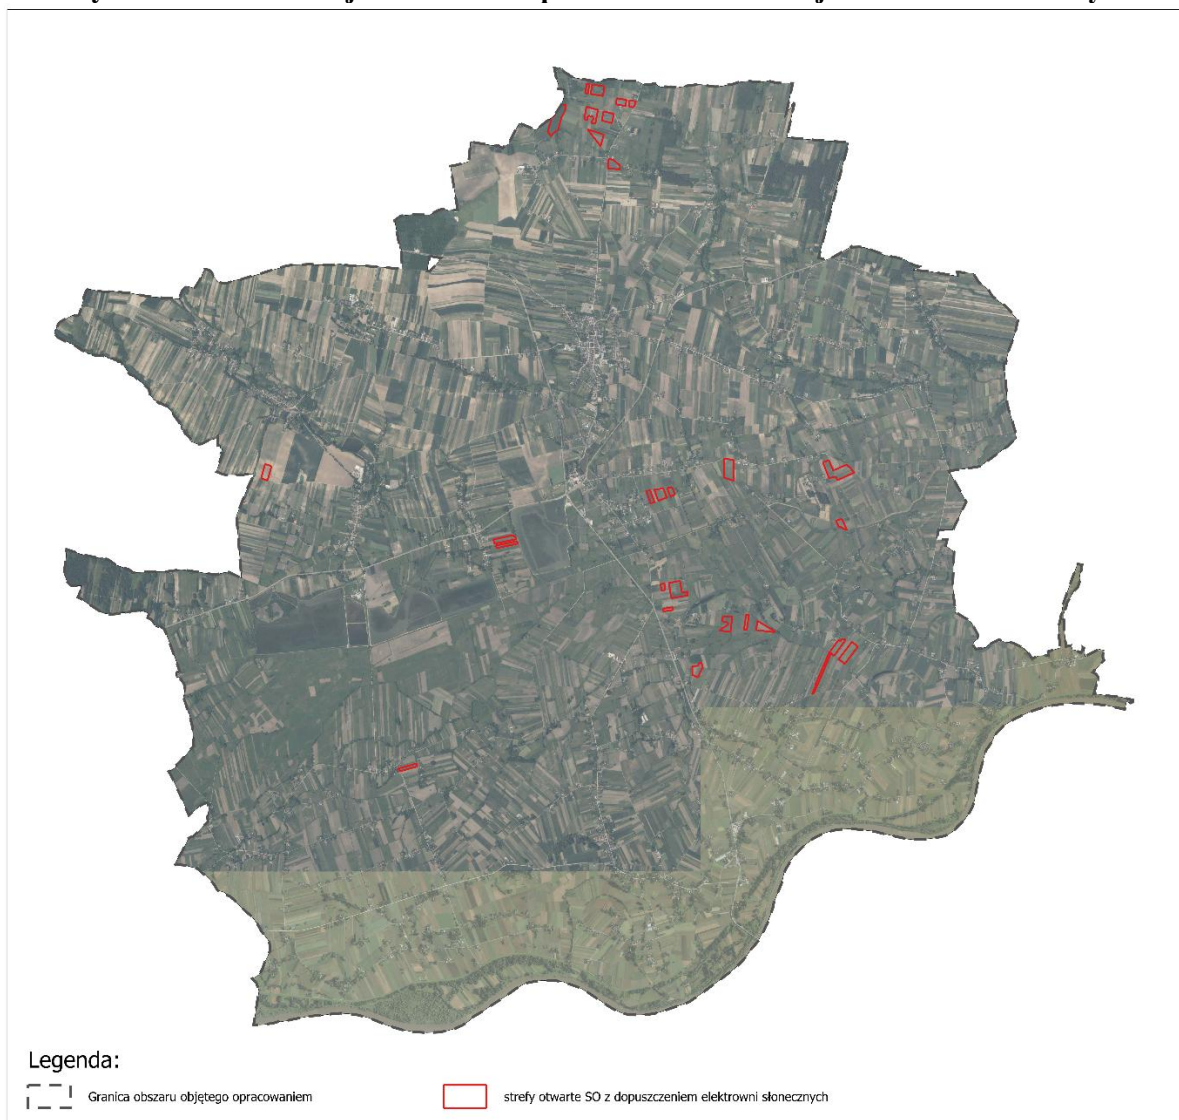 Legenda:
Granica obszaru objętego opracowaniem
strefy otwarte SO z dopuszczeniem elektrowni słonecznych